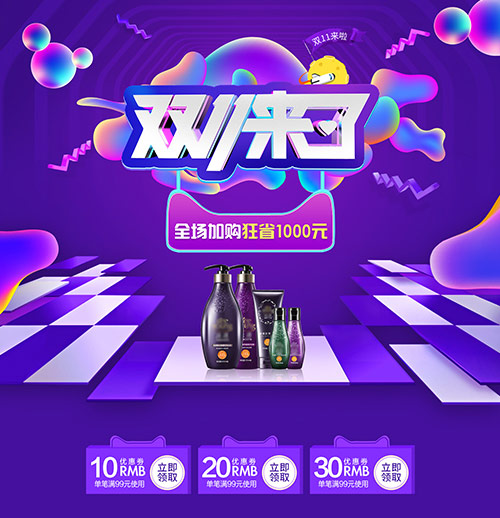 双11来啦
双11来了
全场加购狂省1000元
10 优惠券 RMB 立即领取
单笔满99元使用
20 优惠券 RMB 立即领取
单笔满99元使用
30 优惠券 RMB 立即领取
单笔满99元使用